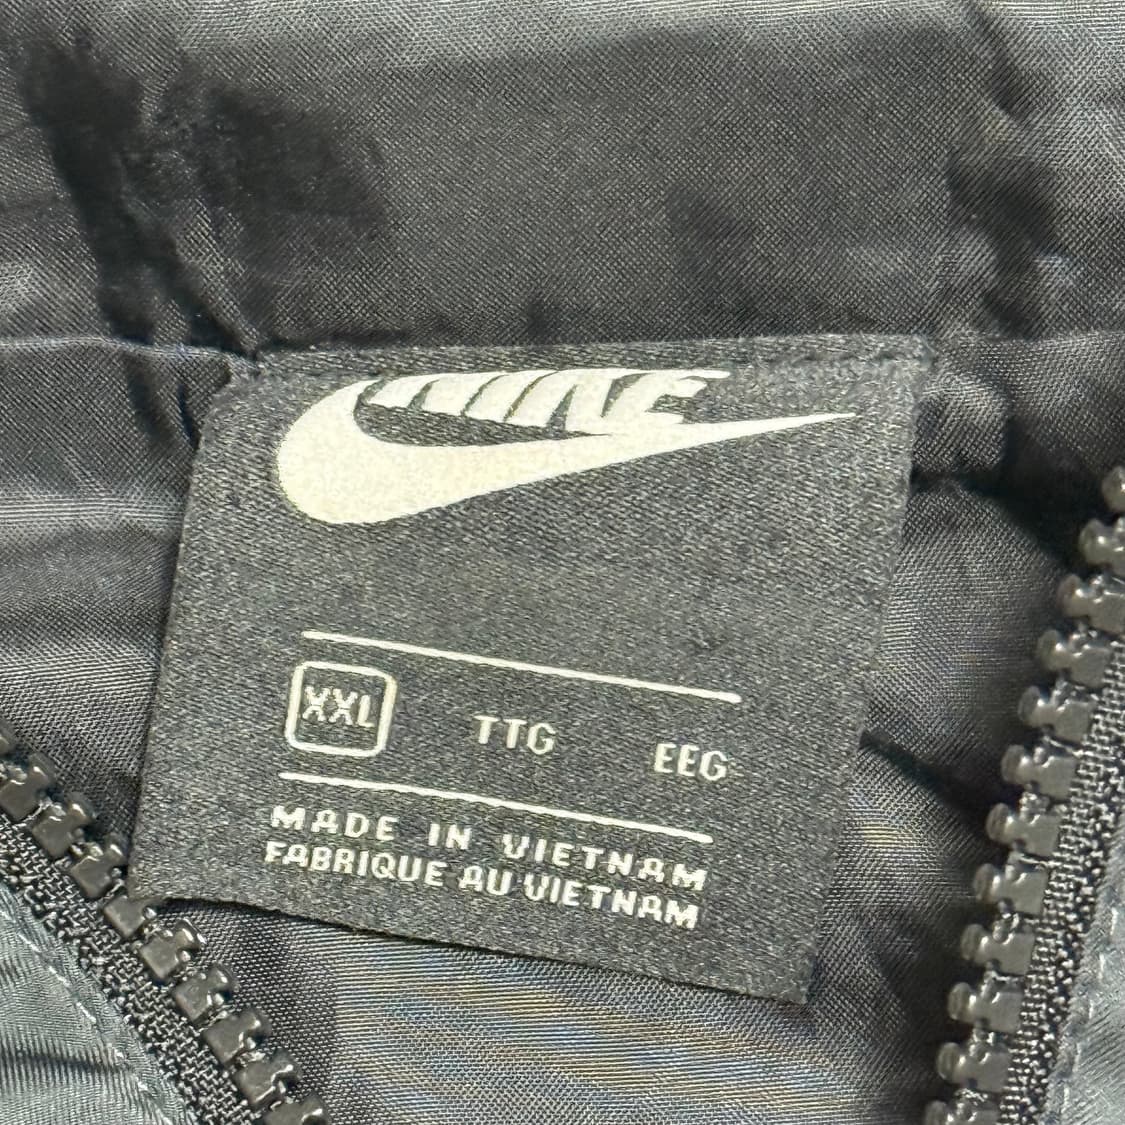 NIKE
XXL TTG EEG
MADE IN VIETNAM
FABRIQUE AU VIETNAM